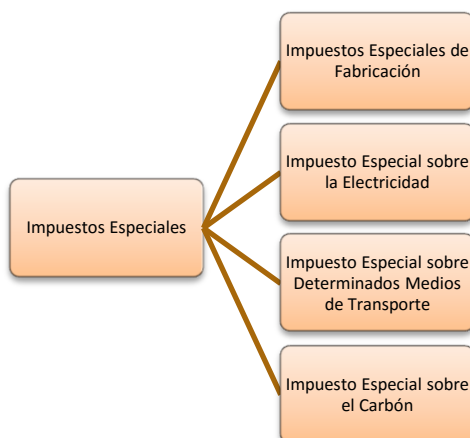 Impuestos Especiales de
Fabricación
Impuesto Especial sobre
la Electricidad
Impuestos Especiales
Impuesto Especial sobre
Determinados Medios
de Transporte
Impuesto Especial sobre
el Carbón